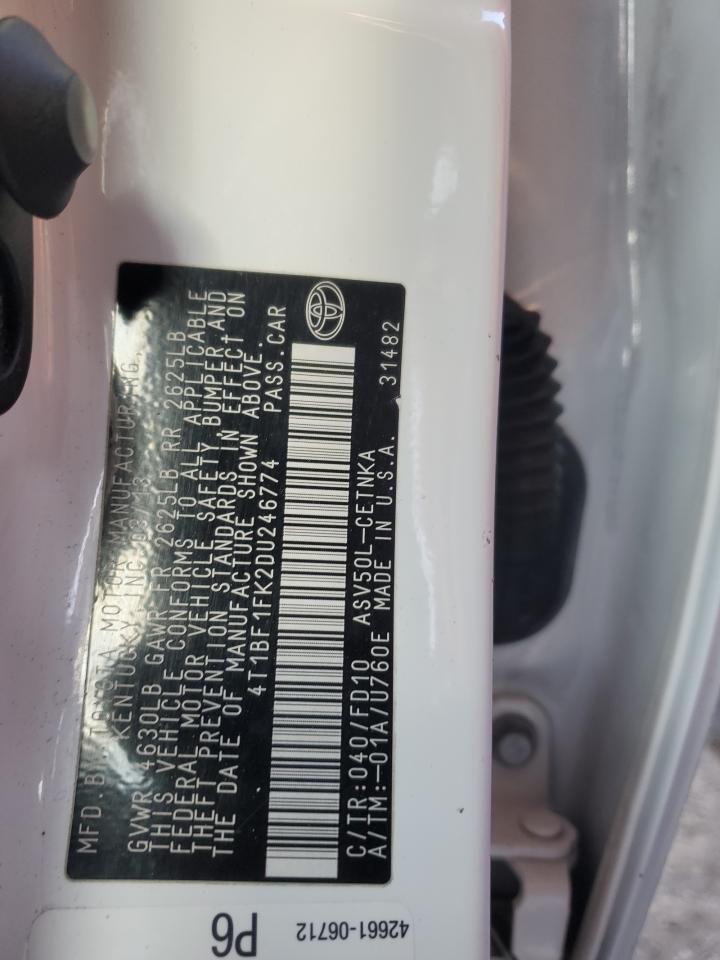 MFD.BY:TOYOTA MOTOR MANUFACTURING,
KENTUCKY, INC. 03/13
GVWR 4630LB GAWR FR 2625LB RR 2625LB
THIS VEHICLE CONFORMS TO ALL APPLICABLE
FEDERAL MOTOR VEHICLE SAFETY, BUMPER, AND
THEFT PREVENTION STANDARDS IN EFFECT ON
THE DATE OF MANUFACTURE SHOWN ABOVE.
4T1BF1FK2DU246774 PASS.CAR
C/TR:040/FD10 ASV50L-CETNKA
A/TM:-01A/U760E MADE IN U.S.A. 31482
P6
42661-06712